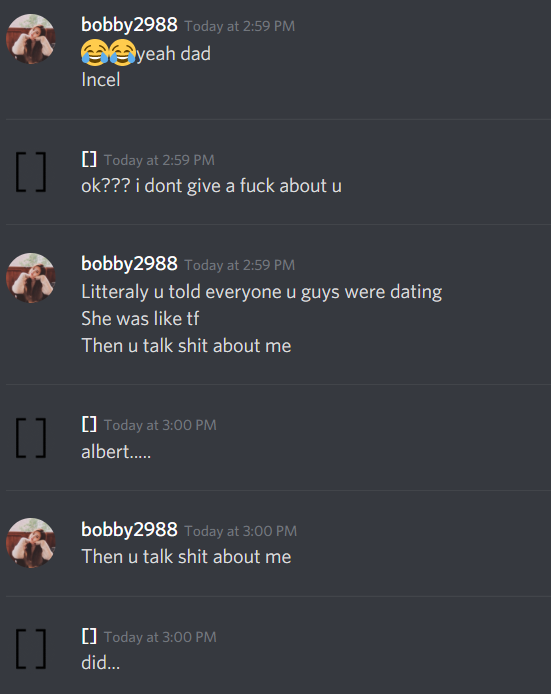 bobby2988 Today at 2:59 PM
😂😂yeah dad
Incel
[] Today at 2:59 PM
ok??? i dont give a fuck about u
bobby2988 Today at 2:59 PM
Litteraly u told everyone u guys were dating
She was like tf
Then u talk shit about me
[] Today at 3:00 PM
albert.....
bobby2988 Today at 3:00 PM
Then u talk shit about me
[] Today at 3:00 PM
did...